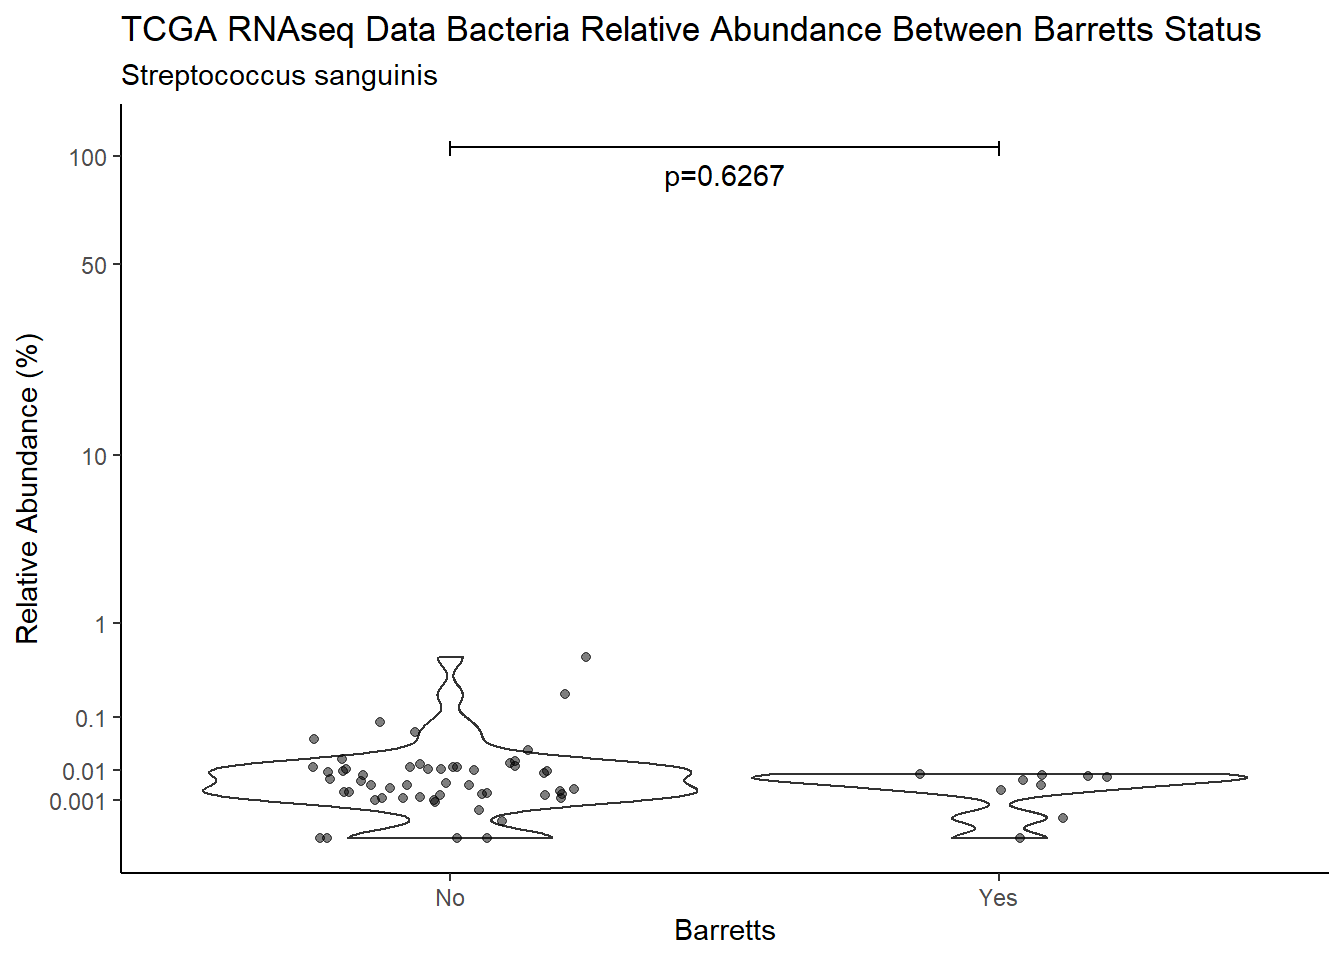 TCGA RNAseq Data Bacteria Relative Abundance Between Barretts Status
Streptococcus sanguinis
100
p=0.6267
50
Relative Abundance (%)
10
1
0.1
0.01
0.001
No
Yes
Barretts